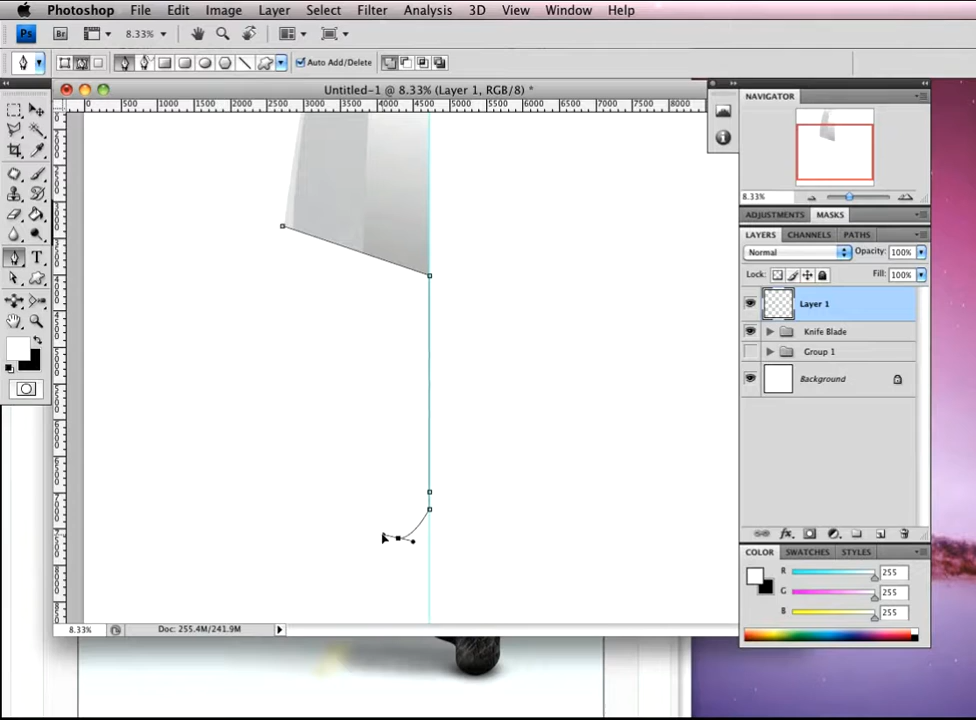 Photoshop File Edit Image Layer Select Filter Analysis 3D View Window Help
Ps Br 8.33%
Auto Add/Delete
Untitled-1 @ 8.33% (Layer 1, RGB/8) *
0 500 1000 1500 2000 2500 3000 3500 4000 4500 5000 5500 6000 6500 7000 7500 8000
NAVIGATOR
8.33%
ADJUSTMENTS MASKS
LAYERS CHANNELS PATHS
Normal Opacity: 100%
Lock: Fill: 100%
Layer 1
Knife Blade
Group 1
Background
fx
COLOR SWATCHES STYLES
R 255
G 255
B 255
8.33% Doc: 255.4M/241.9M